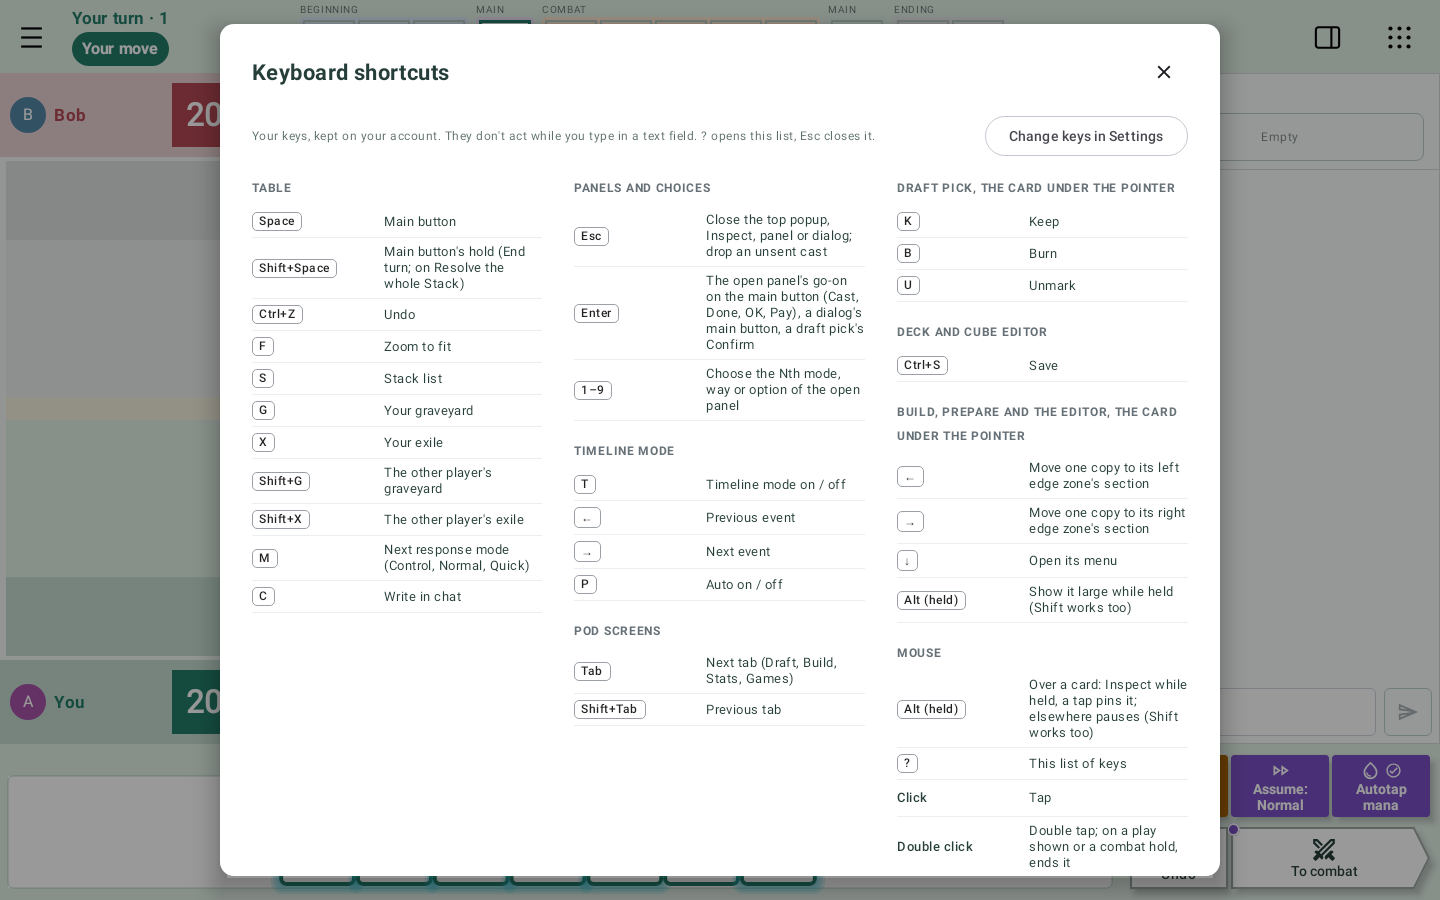 BEGINNING
MAIN
COMBAT
MAIN
ENDING
Your turn · 1
Your move
B
Bob
20
Empty
A
You
20
Assume:
Normal
Autotap
mana
To combat
Keyboard shortcuts
Your keys, kept on your account. They don't act while you type in a text field. ? opens this list, Esc closes it.
Change keys in Settings
TABLE
Space
Main button
Shift+Space
Main button's hold (End
turn; on Resolve the
whole Stack)
Ctrl+Z
Undo
F
Zoom to fit
S
Stack list
G
Your graveyard
X
Your exile
Shift+G
The other player's
graveyard
Shift+X
The other player's exile
M
Next response mode
(Control, Normal, Quick)
C
Write in chat
PANELS AND CHOICES
Esc
Close the top popup,
Inspect, panel or dialog;
drop an unsent cast
Enter
The open panel's go-on
on the main button (Cast,
Done, OK, Pay), a dialog's
main button, a draft pick's
Confirm
1–9
Choose the Nth mode,
way or option of the open
panel
TIMELINE MODE
T
Timeline mode on / off
←
Previous event
→
Next event
P
Auto on / off
POD SCREENS
Tab
Next tab (Draft, Build,
Stats, Games)
Shift+Tab
Previous tab
DRAFT PICK, THE CARD UNDER THE POINTER
K
Keep
B
Burn
U
Unmark
DECK AND CUBE EDITOR
Ctrl+S
Save
BUILD, PREPARE AND THE EDITOR, THE CARD
UNDER THE POINTER
←
Move one copy to its left
edge zone's section
→
Move one copy to its right
edge zone's section
↓
Open its menu
Alt (held)
Show it large while held
(Shift works too)
MOUSE
Alt (held)
Over a card: Inspect while
held, a tap pins it;
elsewhere pauses (Shift
works too)
?
This list of keys
Click
Tap
Double click
Double tap; on a play
shown or a combat hold,
ends it